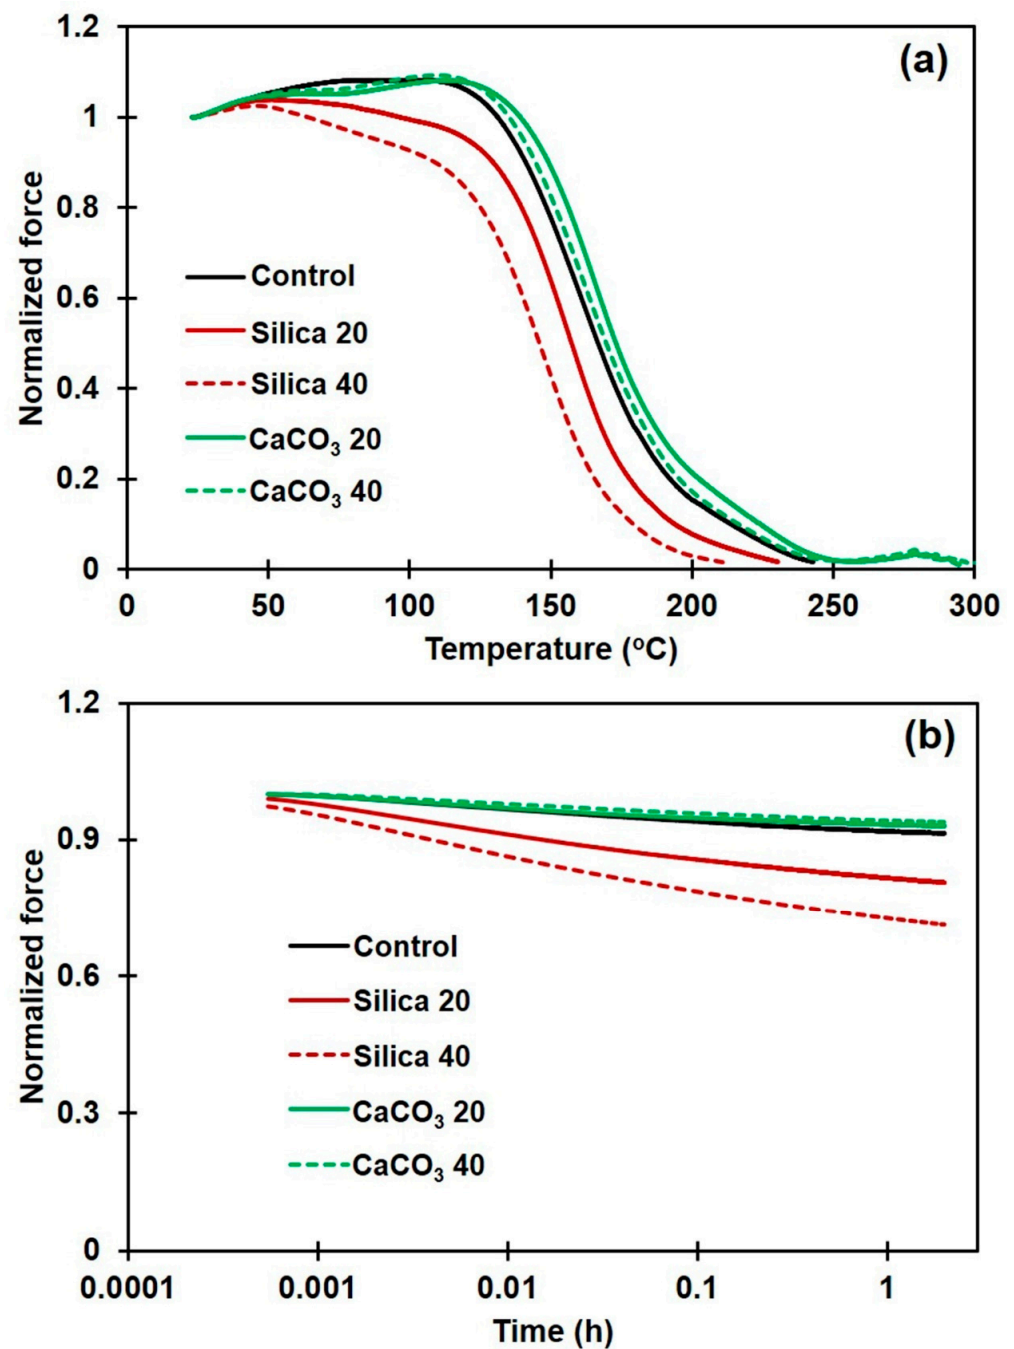 (a)
Normalized force
1.2
1
0.8
0.6
0.4
0.2
0
Control
Silica 20
Silica 40
CaCO₃ 20
CaCO₃ 40
0 50 100 150 200 250 300
Temperature (ᵒC)
(b)
Normalized force
1.2
0.9
0.6
0.3
0
Control
Silica 20
Silica 40
CaCO₃ 20
CaCO₃ 40
0.0001 0.001 0.01 0.1 1
Time (h)